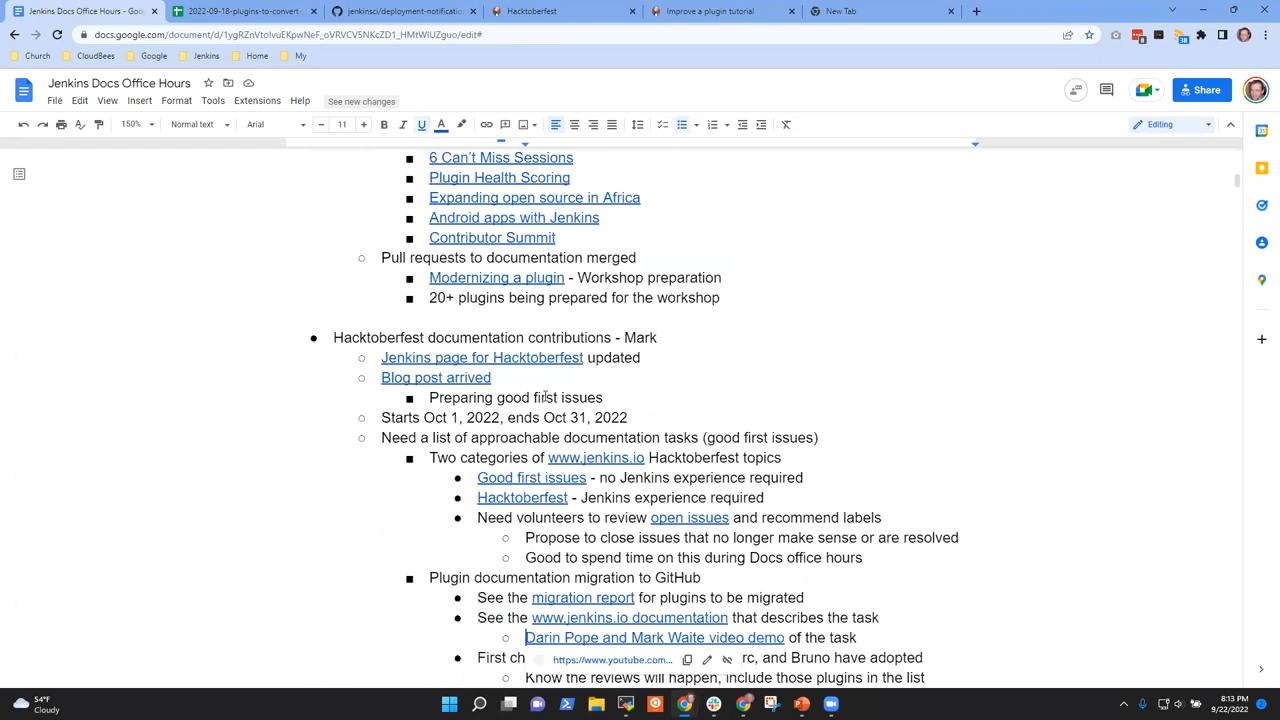 Jenkins Docs Office Hours - Goo
2022-09-18-plugins-to-convert-
jenkinsci/deployment-notificatio
Hacktoberfest
Improve a plugin tutorial
New Tab
docs.google.com/document/d/1ygRZnVtolvuEKpwNeF_oVRVCV5NKcZD1_HMtWIUZguo/edit#
Church
CloudBees
Google
Jenkins
Home
My
Jenkins Docs Office Hours
File Edit View Insert Format Tools Extensions Help
See new changes
Share
150%
Normal text
Arial
11
Editing
6 Can't Miss Sessions
Plugin Health Scoring
Expanding open source in Africa
Android apps with Jenkins
Contributor Summit
Pull requests to documentation merged
Modernizing a plugin - Workshop preparation
20+ plugins being prepared for the workshop
Hacktoberfest documentation contributions - Mark
Jenkins page for Hacktoberfest updated
Blog post arrived
Preparing good first issues
Starts Oct 1, 2022, ends Oct 31, 2022
Need a list of approachable documentation tasks (good first issues)
Two categories of www.jenkins.io Hacktoberfest topics
Good first issues - no Jenkins experience required
Hacktoberfest - Jenkins experience required
Need volunteers to review open issues and recommend labels
Propose to close issues that no longer make sense or are resolved
Good to spend time on this during Docs office hours
Plugin documentation migration to GitHub
See the migration report for plugins to be migrated
See the www.jenkins.io documentation that describes the task
Darin Pope and Mark Waite video demo of the task
First ch https://www.youtube.com... rc, and Bruno have adopted
Know the reviews will happen, include those plugins in the list
54°F
Cloudy
8:13 PM
9/22/2022